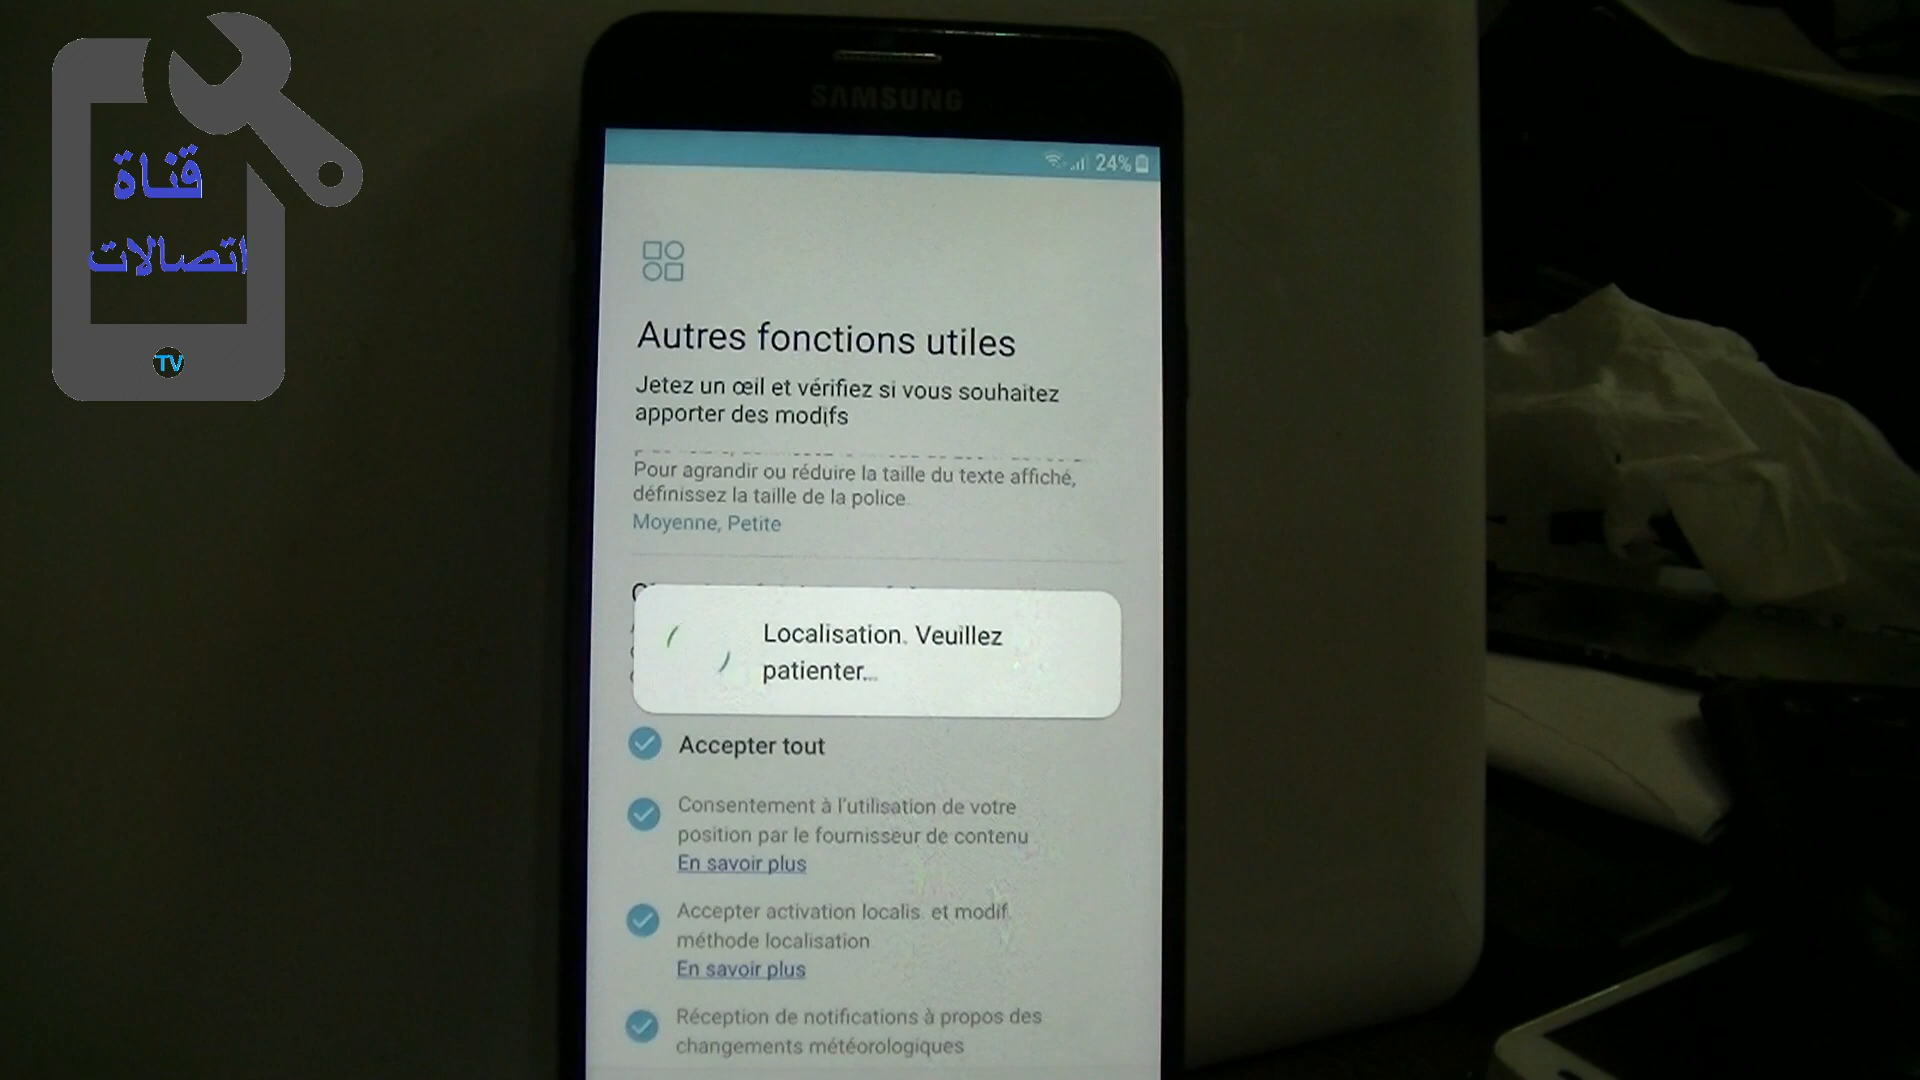 قناة
اتصالات
TV
SAMSUNG
24%
Autres fonctions utiles
Jetez un œil et vérifiez si vous souhaitez
apporter des modifs
Pour agrandir ou réduire la taille du texte affiché,
définissez la taille de la police.
Moyenne, Petite
Localisation. Veuillez
patienter...
Accepter tout
Consentement à l'utilisation de votre
position par le fournisseur de contenu
En savoir plus
Accepter activation localis. et modif.
méthode localisation
En savoir plus
Réception de notifications à propos des
changements météorologiques